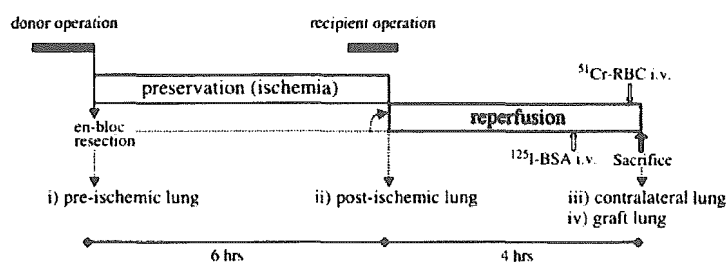 donor operation
recipient operation
preservation (ischemia)
⁵¹Cr-RBC i.v.
en-bloc
resection
reperfusion
¹²⁵I-BSA i.v.
Sacrifice
i) pre-ischemic lung
ii) post-ischemic lung
iii) contralateral lung
iv) graft lung
6 hrs
4 hrs